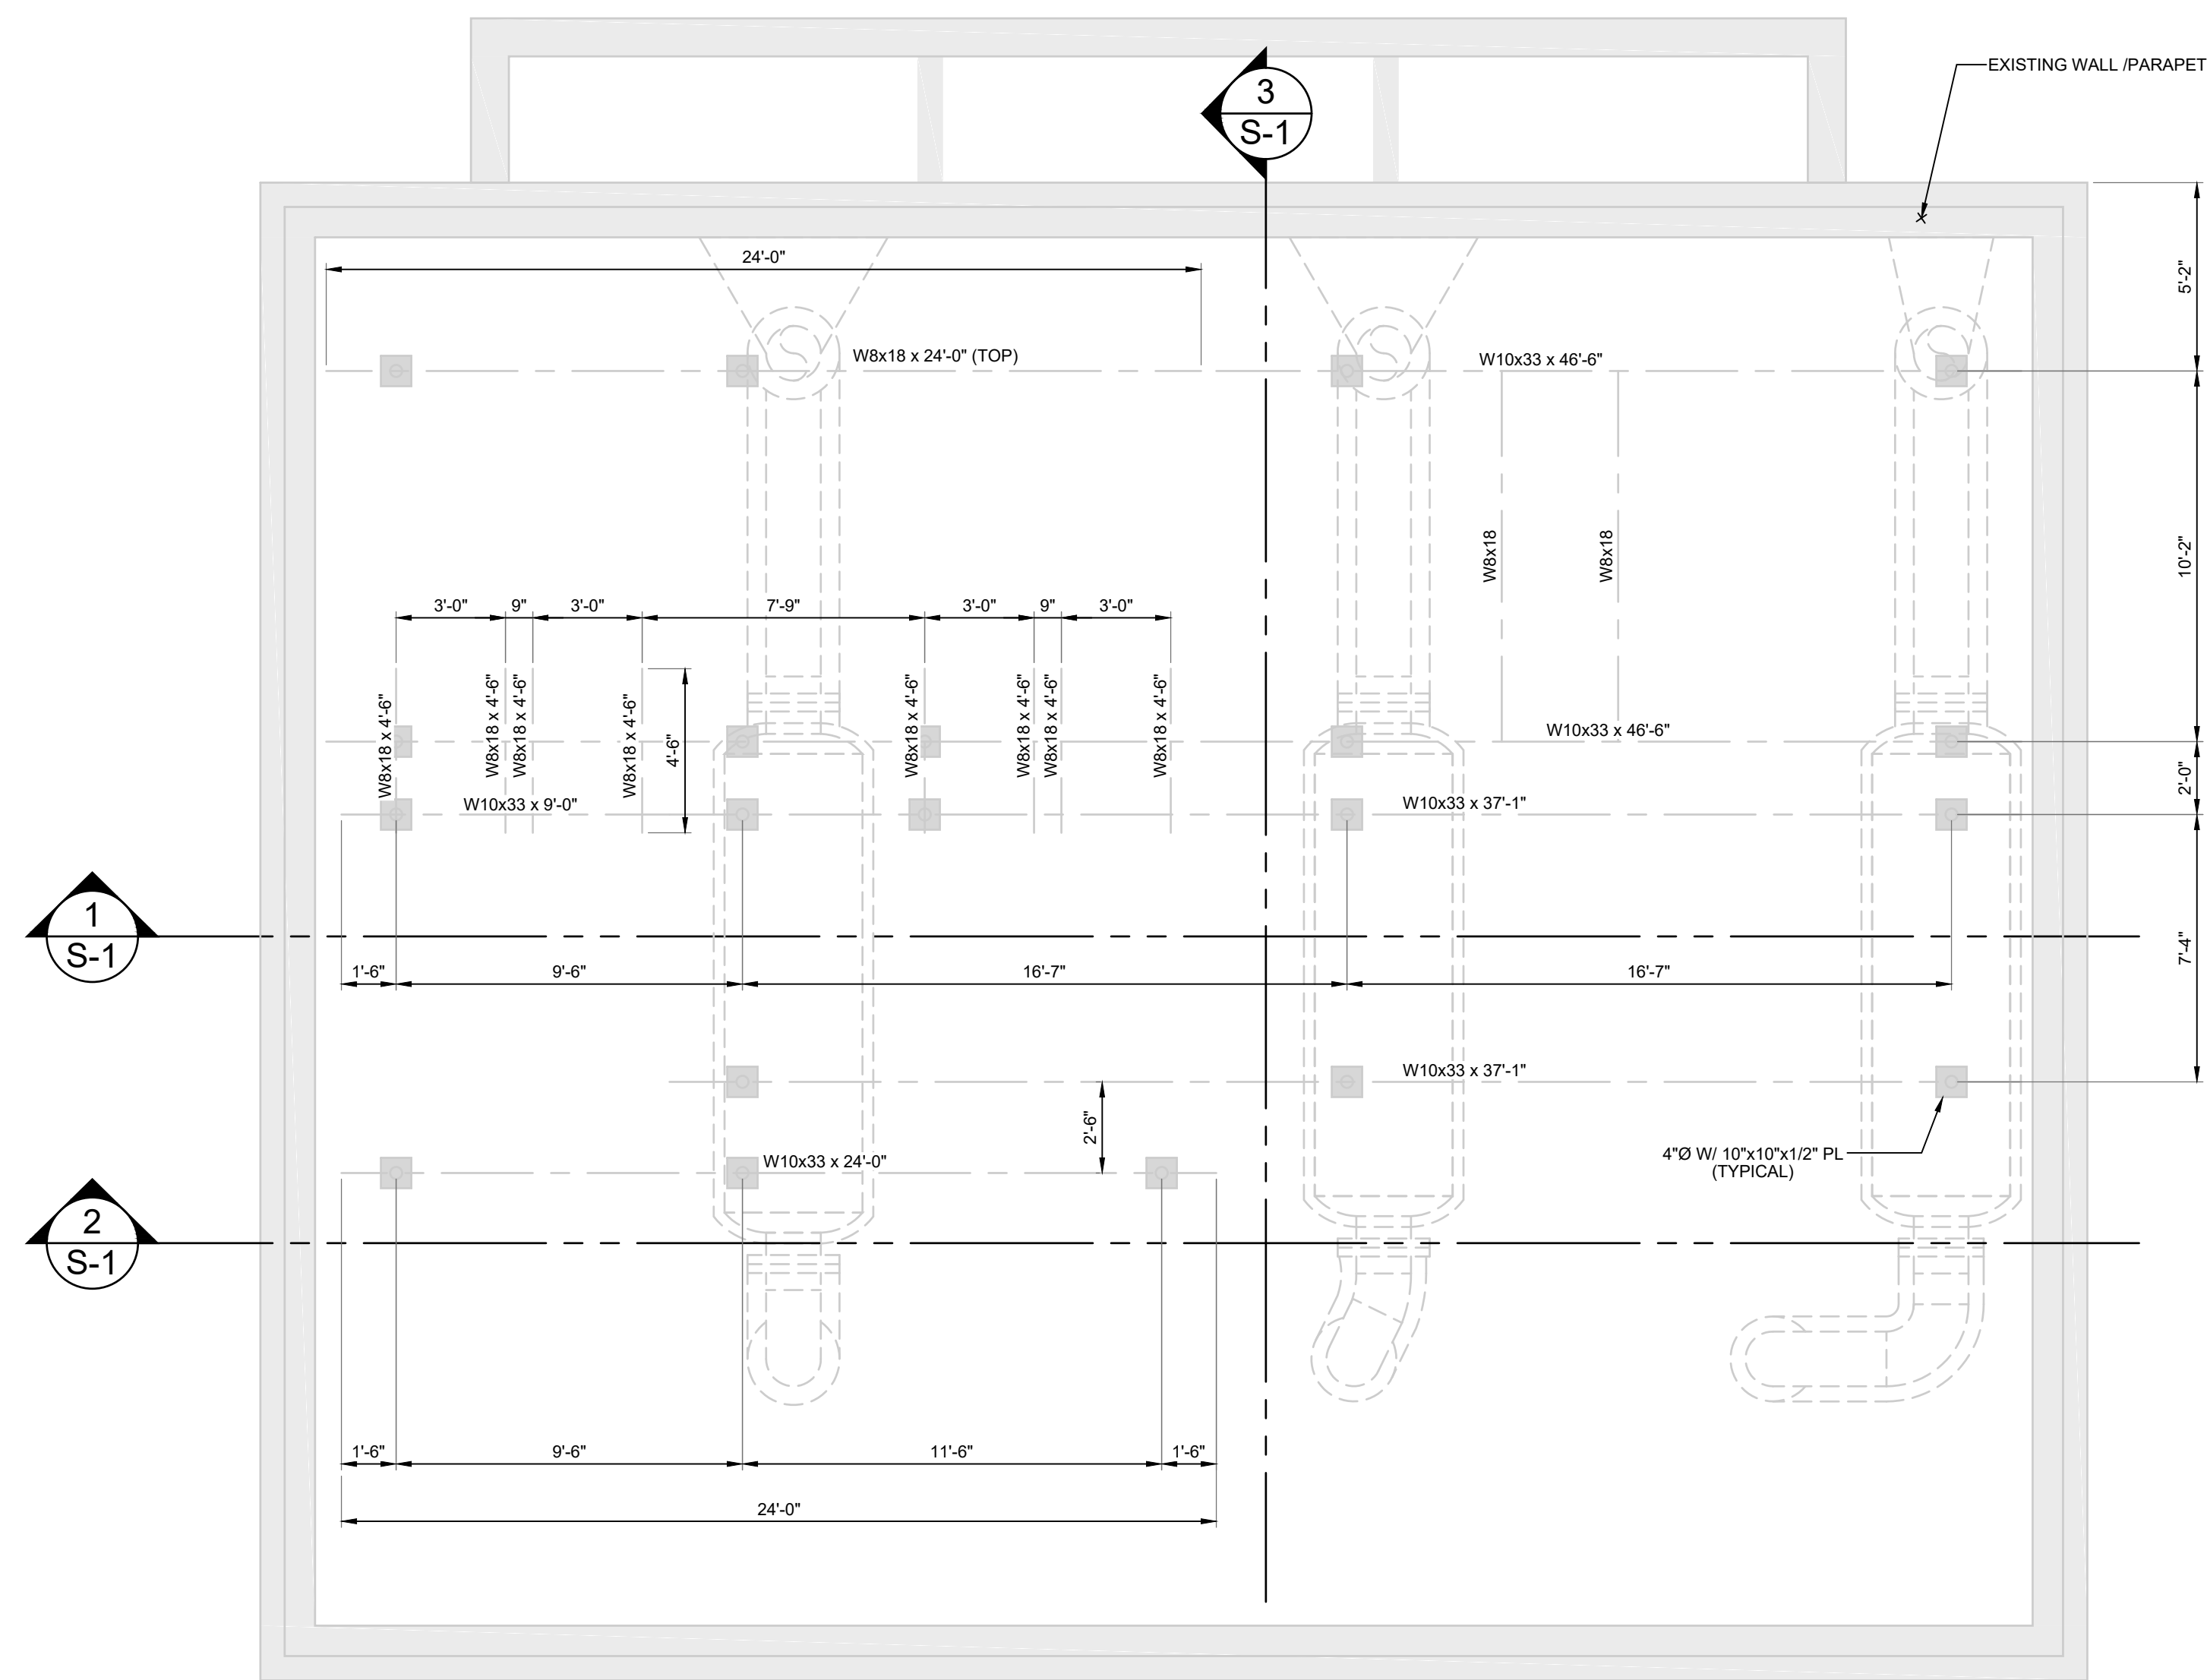 3
S-1
EXISTING WALL /PARAPET
24'-0"
5'-2"
W8x18 x 24'-0" (TOP)
W10x33 x 46'-6"
10'-2"
W8x18
W8x18
3'-0"
9"
3'-0"
7'-9"
3'-0"
9"
3'-0"
W8x18 x 4'-6"
W8x18 x 4'-6"
W8x18 x 4'-6"
W8x18 x 4'-6"
4'-6"
W8x18 x 4'-6"
W8x18 x 4'-6"
W8x18 x 4'-6"
W8x18 x 4'-6"
W10x33 x 46'-6"
2'-0"
W10x33 x 9'-0"
W10x33 x 37'-1"
1
S-1
7'-4"
1'-6"
9'-6"
16'-7"
16'-7"
W10x33 x 37'-1"
2'-6"
W10x33 x 24'-0"
4"Ø W/ 10"x10"x1/2" PL
(TYPICAL)
2
S-1
1'-6"
9'-6"
11'-6"
1'-6"
24'-0"